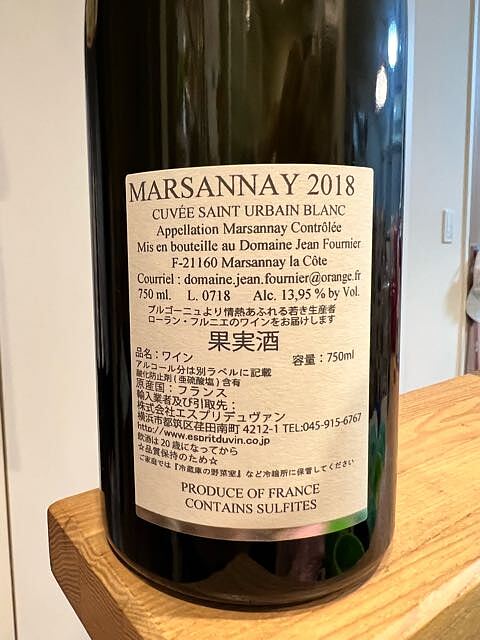 MARSANNAY 2018
CUVÉE SAINT URBAIN BLANC
Appellation Marsannay Contrôlée
Mis en bouteille au Domaine Jean Fournier
F-21160 Marsannay la Côte
Courriel : domaine.jean.fournier@orange.fr
750 ml. L. 0718 Alc. 13,95 % by Vol.
ブルゴーニュより情熱あふれる若き生産者
ローラン・フルニエのワインをお届けします
果実酒
品名：ワイン 容量：750ml
アルコール分は別ラベルに記載
酸化防止剤(亜硫酸塩)含有
原産国：フランス
輸入業者及び引取先：
株式会社エスプリデュヴァン
横浜市都筑区荏田南町 4212-1 TEL:045-915-6767
http://www.espritduvin.co.jp
飲酒は20歳になってから
☆品質保持のため☆
ご家庭では『冷蔵庫の野菜室』など冷暗所に保管してください
PRODUCE OF FRANCE
CONTAINS SULFITES